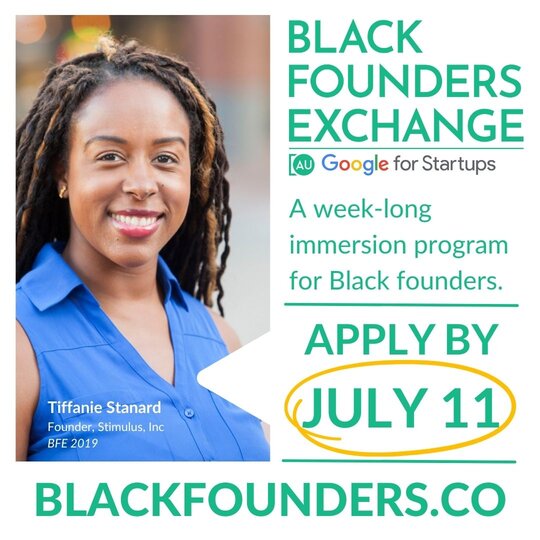 BLACK
FOUNDERS
EXCHANGE
[AU Google for Startups
A week-long
immersion program
for Black founders.
APPLY BY
JULY 11
Tiffanie Stanard
Founder, Stimulus, Inc
BFE 2019
BLACKFOUNDERS.CO